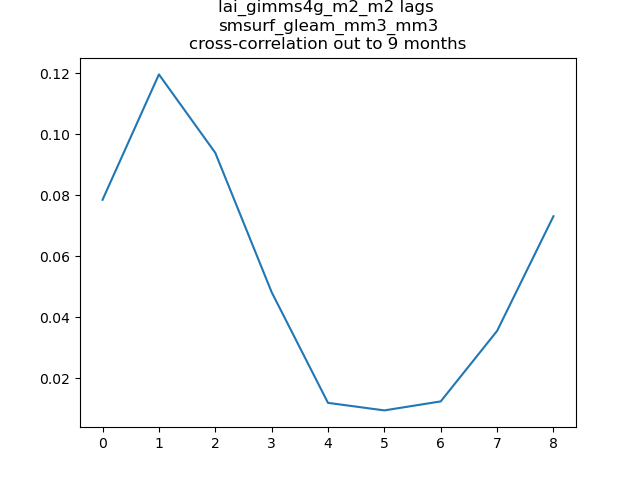 lai_gimms4g_m2_m2 lags
smsurf_gleam_mm3_mm3
cross-correlation out to 9 months
0.12
0.10
0.08
0.06
0.04
0.02
0 1 2 3 4 5 6 7 8